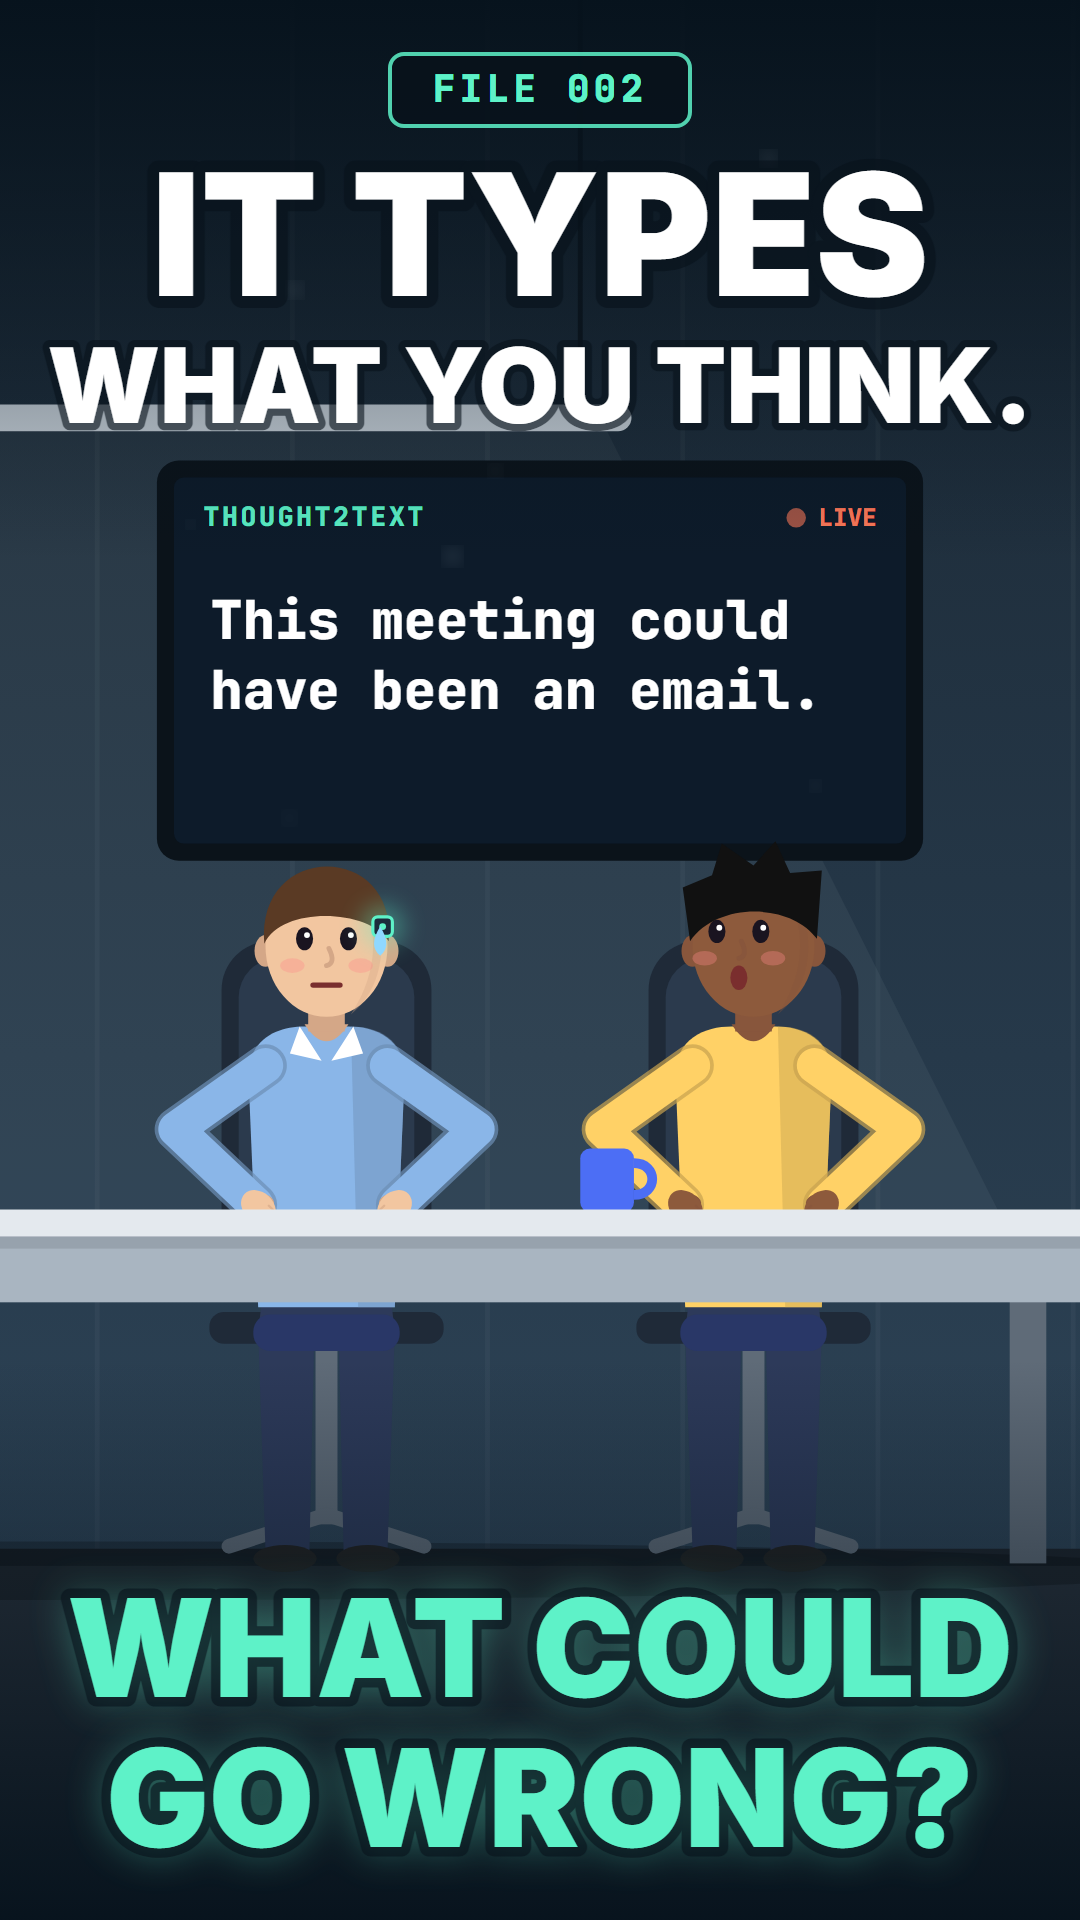 FILE 002
IT TYPES
WHAT YOU THINK.
THOUGHT2TEXT
LIVE
This meeting could
have been an email.
WHAT COULD
GO WRONG?